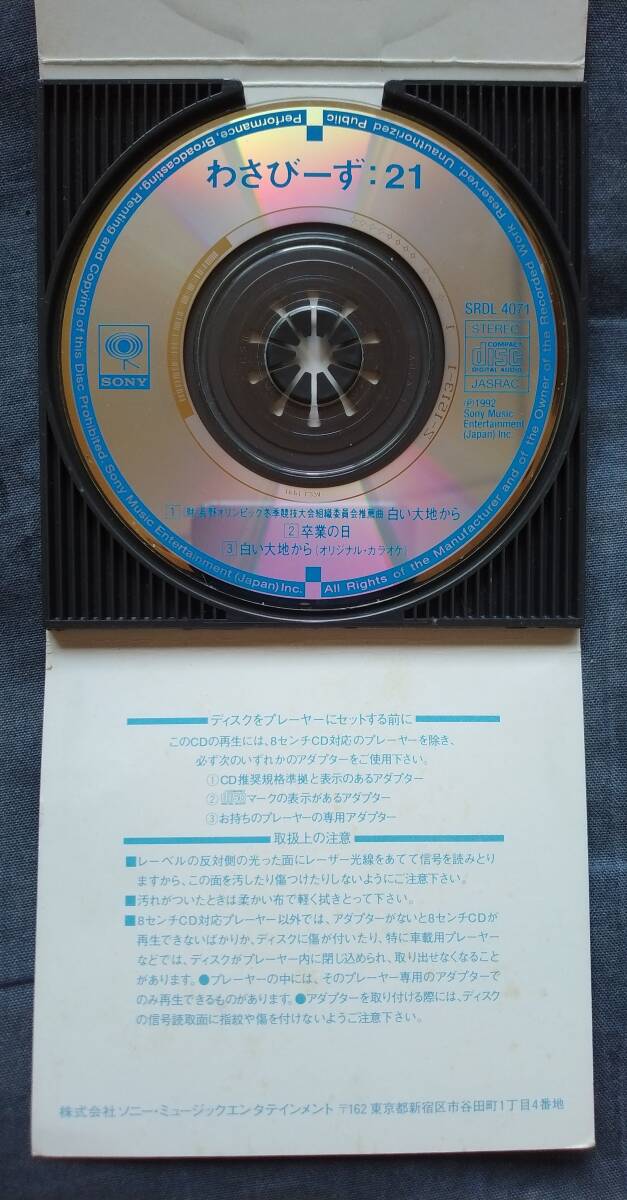 Unauthorized Public Performance, Broadcasting, Renting and Copying of this Disc Prohibited. Sony Music Entertainment (Japan) Inc.
All Rights of the Manufacturer and of the Owner of the Recorded Work Reserved.
わさびーず:21
SONY
SRDL 4071
STEREO
COMPACT
disc
DIGITAL AUDIO
JASRAC
Ⓟ1992
Sony Music
Entertainment
(Japan) Inc.
1 財/長野オリンピック冬季競技大会組織委員会推薦曲 白い大地から
2 卒業の日
3 白い大地から(オリジナル・カラオケ)
ディスクをプレーヤーにセットする前に
このCDの再生には、8センチCD対応のプレーヤーを除き、
必ず次のいずれかのアダプターをご使用下さい。
①CD推奨規格準拠と表示のあるアダプター
②disc マークの表示があるアダプター
③お持ちのプレーヤーの専用アダプター
取扱上の注意
■レーベルの反対側の光った面にレーザー光線をあてて信号を読みとり
ますから、この面を汚したり傷つけたりしないようにご注意下さい。
■汚れがついたときは柔かい布で軽く拭きとって下さい。
■8センチCD対応プレーヤー以外では、アダプターがないと8センチCDが
再生できないばかりか、ディスクに傷が付いたり、特に車載用プレーヤー
などでは、ディスクがプレーヤー内に閉じ込められ、取り出せなくなること
があります。●プレーヤーの中には、そのプレーヤー専用のアダプターで
のみ再生できるものがあります。●アダプターを取り付ける際には、ディスク
の信号読取面に指紋や傷を付けないようご注意下さい。
株式会社 ソニー・ミュージックエンタテインメント 〒162 東京都新宿区市谷田町1丁目4番地